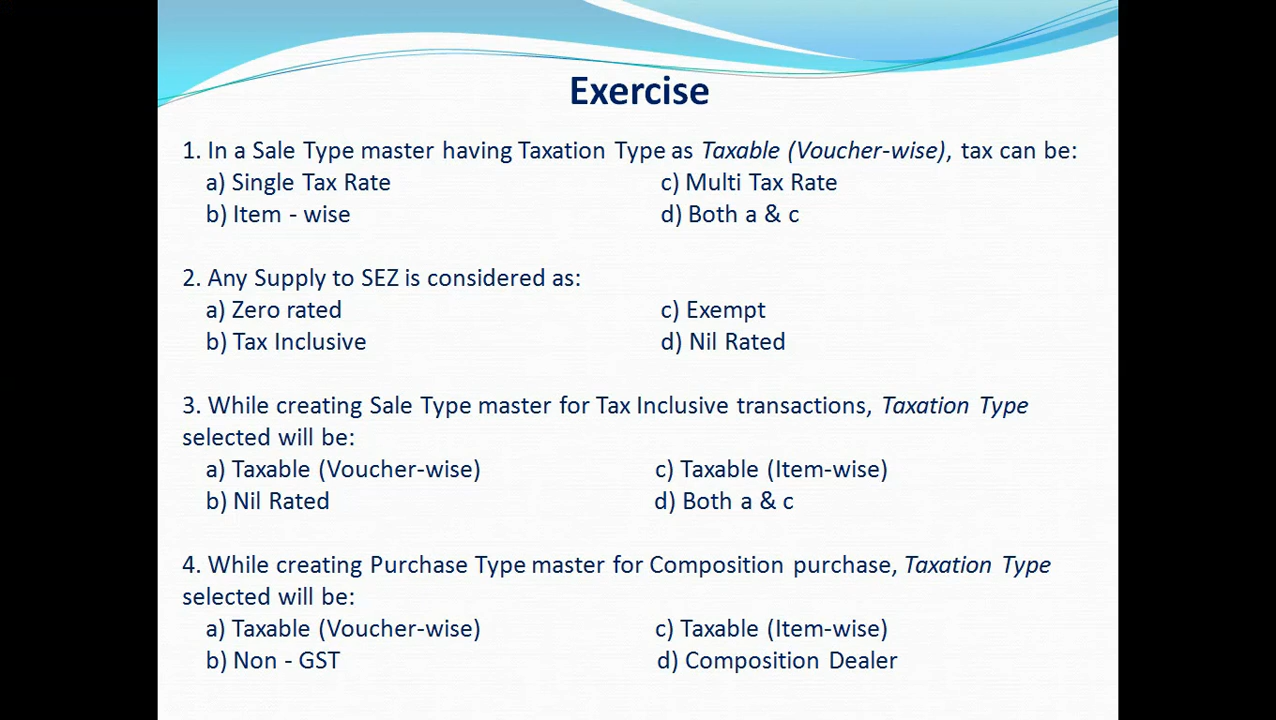 Exercise
1. In a Sale Type master having Taxation Type as Taxable (Voucher-wise), tax can be:
a) Single Tax Rate c) Multi Tax Rate
b) Item - wise d) Both a & c
2. Any Supply to SEZ is considered as:
a) Zero rated c) Exempt
b) Tax Inclusive d) Nil Rated
3. While creating Sale Type master for Tax Inclusive transactions, Taxation Type
selected will be:
a) Taxable (Voucher-wise) c) Taxable (Item-wise)
b) Nil Rated d) Both a & c
4. While creating Purchase Type master for Composition purchase, Taxation Type
selected will be:
a) Taxable (Voucher-wise) c) Taxable (Item-wise)
b) Non - GST d) Composition Dealer